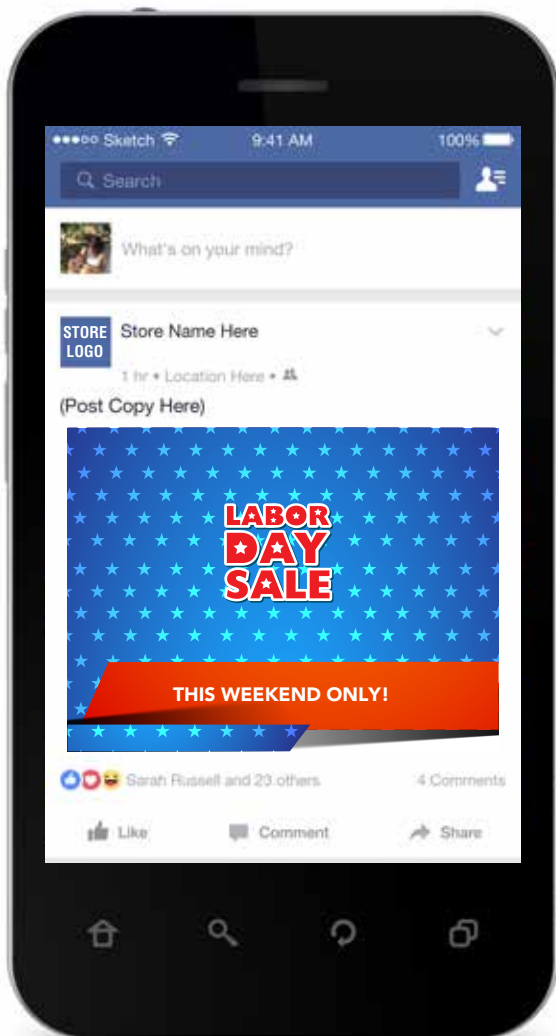 ●●●○○ Sketch 9:41 AM 100%
Search
What's on your mind?
STORE
LOGO
Store Name Here
1 hr • Location Here •
(Post Copy Here)
LABOR
DAY
SALE
THIS WEEKEND ONLY!
Sarah Russell and 23 others 4 Comments
Like Comment Share